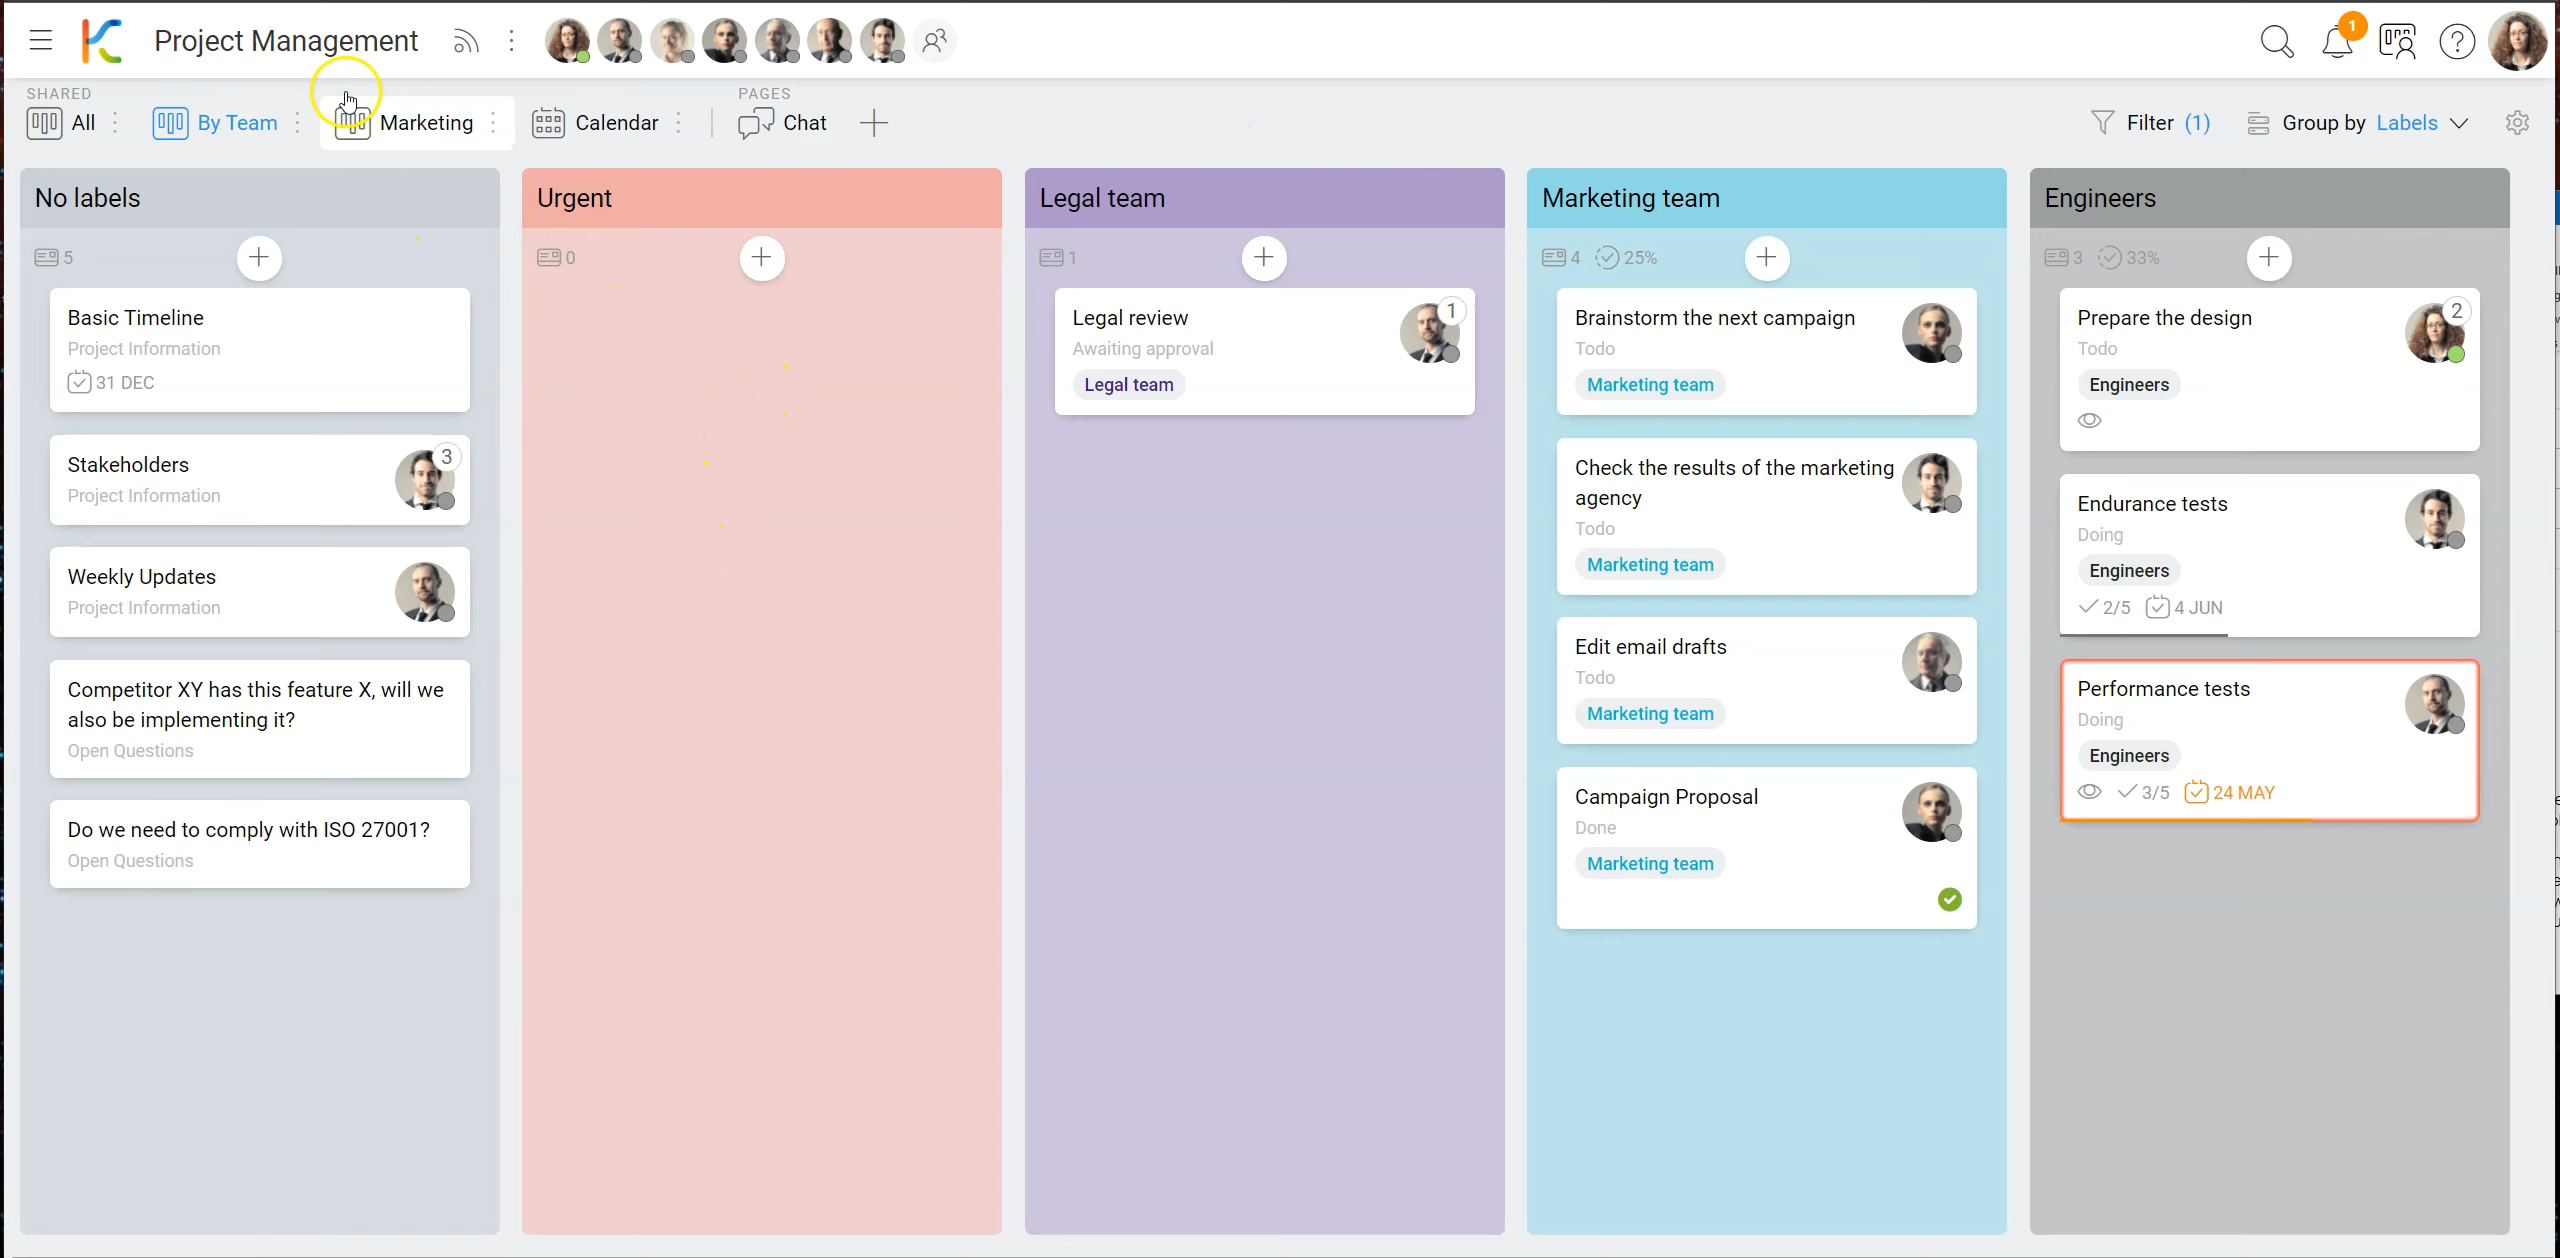 Project Management
1
SHARED
All
By Team
Marketing
Calendar
PAGES
Chat
Filter (1)
Group by Labels
No labels
5
Basic Timeline
Project Information
31 DEC
Stakeholders
3
Project Information
Weekly Updates
Project Information
Competitor XY has this feature X, will we
also be implementing it?
Open Questions
Do we need to comply with ISO 27001?
Open Questions
Urgent
0
Legal team
1
Legal review
1
Awaiting approval
Legal team
Marketing team
4 25%
Brainstorm the next campaign
Todo
Marketing team
Check the results of the marketing
agency
Todo
Marketing team
Edit email drafts
Todo
Marketing team
Campaign Proposal
Done
Marketing team
Engineers
3 33%
Prepare the design
2
Todo
Engineers
Endurance tests
Doing
Engineers
2/5 4 JUN
Performance tests
Doing
Engineers
3/5 24 MAY